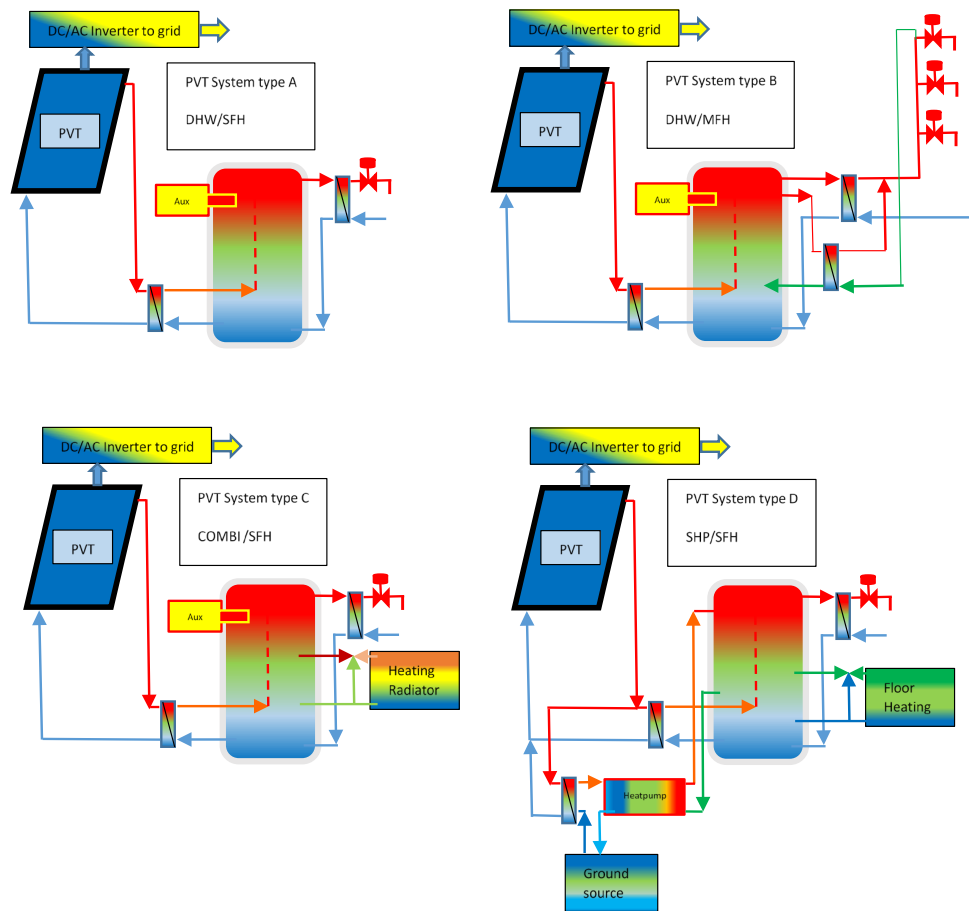 DC/AC Inverter to grid
PVT System type A
DHW/SFH
PVT
Aux
DC/AC Inverter to grid
PVT System type B
DHW/MFH
PVT
Aux
DC/AC Inverter to grid
PVT System type C
COMBI /SFH
PVT
Aux
Heating
Radiator
DC/AC Inverter to grid
PVT System type D
SHP/SFH
PVT
Floor
Heating
Heatpump
Ground
source